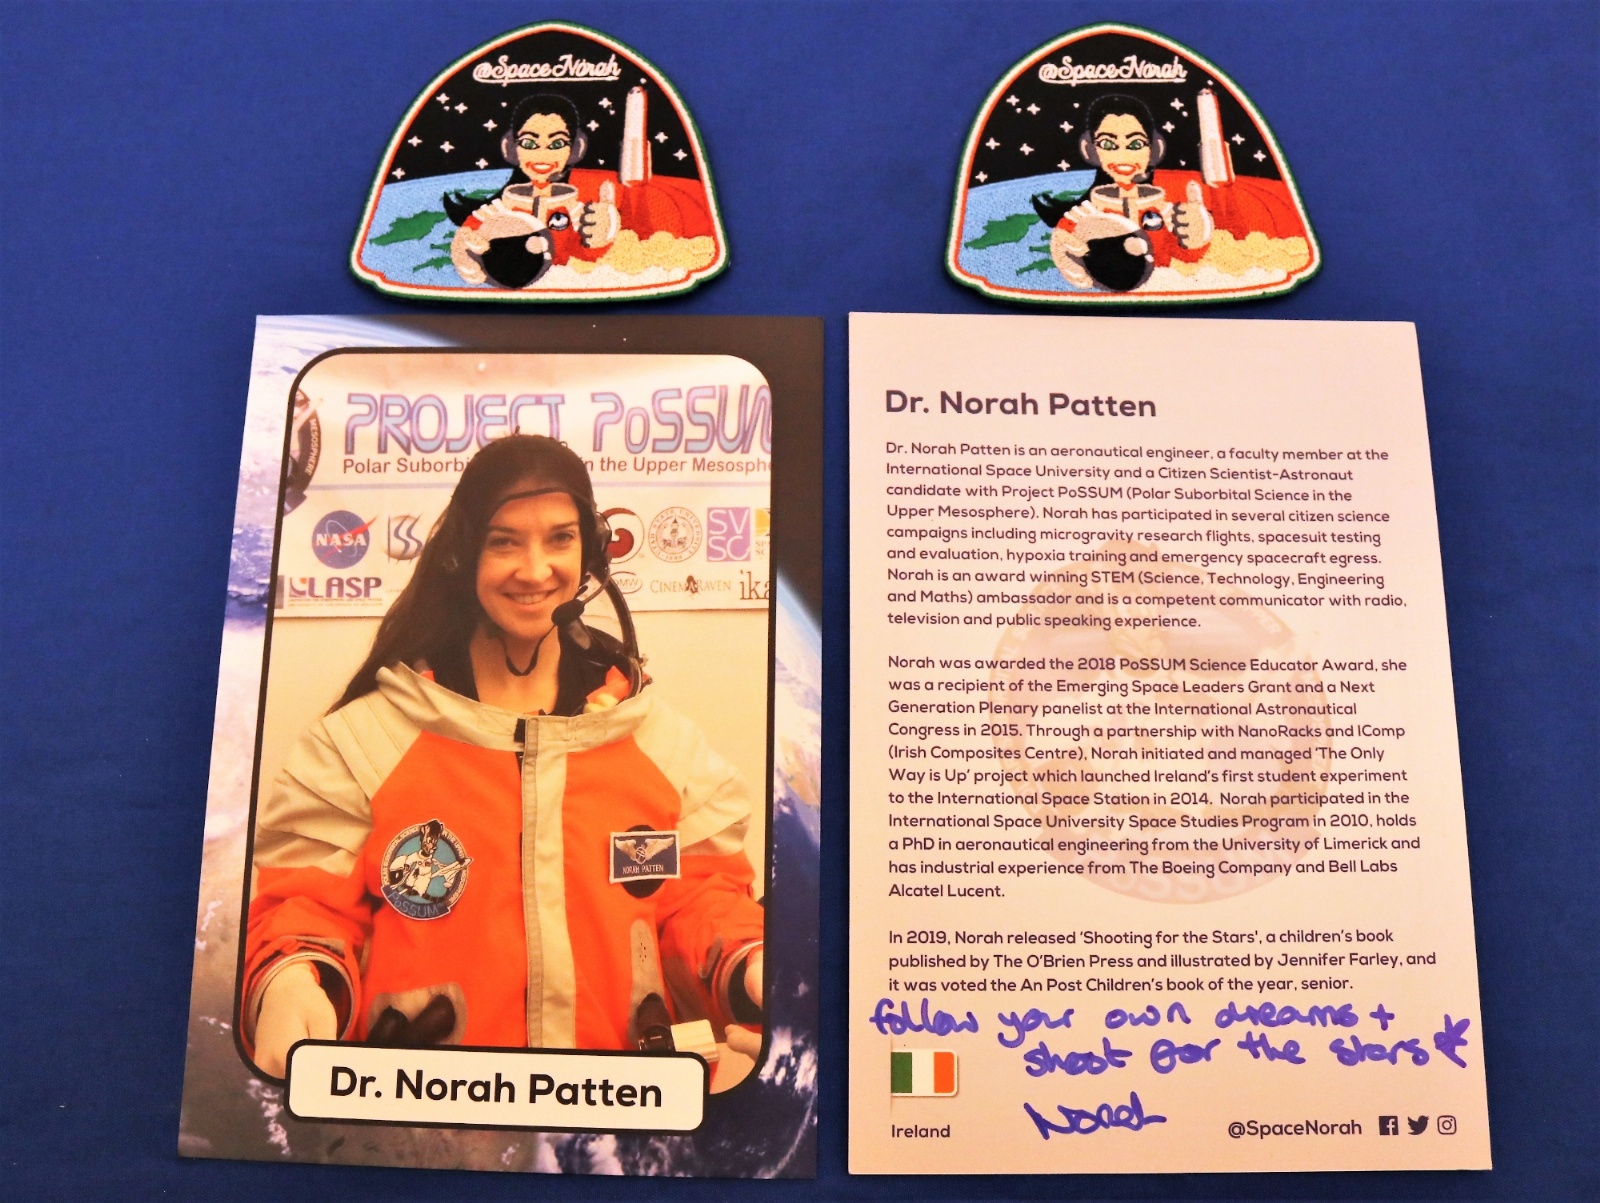 @SpaceNorah
@SpaceNorah
PROJECT PoSSUM
Polar Suborbi n the Upper Mesosphe
MESOSPHERE
NASA
SV
SC
LASP
CINEMARAVEN
ika
NORAH PATTEN
PoSSUM
Dr. Norah Patten
Dr. Norah Patten
Dr. Norah Patten is an aeronautical engineer, a faculty member at the
International Space University and a Citizen Scientist-Astronaut
candidate with Project PoSSUM (Polar Suborbital Science in the
Upper Mesosphere). Norah has participated in several citizen science
campaigns including microgravity research flights, spacesuit testing
and evaluation, hypoxia training and emergency spacecraft egress.
Norah is an award winning STEM (Science, Technology, Engineering
and Maths) ambassador and is a competent communicator with radio,
television and public speaking experience.
Norah was awarded the 2018 PoSSUM Science Educator Award, she
was a recipient of the Emerging Space Leaders Grant and a Next
Generation Plenary panelist at the International Astronautical
Congress in 2015. Through a partnership with NanoRacks and IComp
(Irish Composites Centre), Norah initiated and managed 'The Only
Way is Up' project which launched Ireland's first student experiment
to the International Space Station in 2014. Norah participated in the
International Space University Space Studies Program in 2010, holds
a PhD in aeronautical engineering from the University of Limerick and
has industrial experience from The Boeing Company and Bell Labs
Alcatel Lucent.
In 2019, Norah released 'Shooting for the Stars', a children's book
published by The O'Brien Press and illustrated by Jennifer Farley, and
it was voted the An Post Children's book of the year, senior.
follow your own dreams +
shoot for the stars
Norah
Ireland
@SpaceNorah